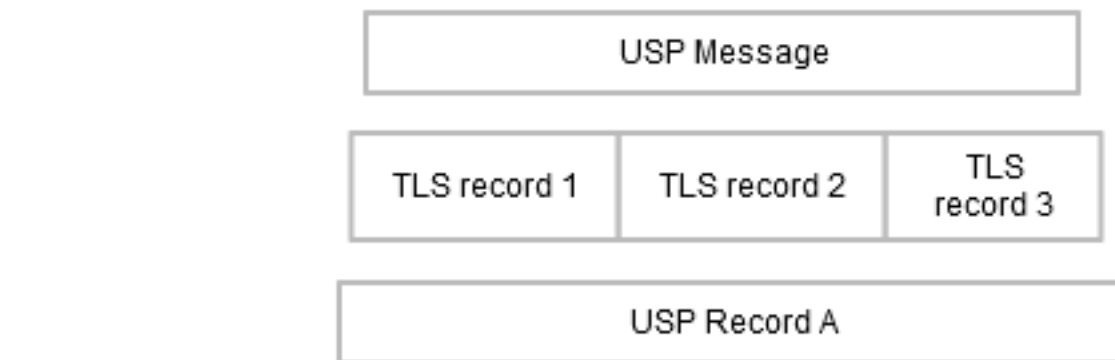 USP Message
TLS record 1
TLS record 2
TLS
record 3
USP Record A